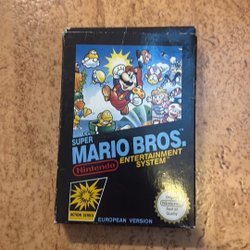 SUPER
MARIO BROS.
Nintendo
ENTERTAINMENT
SYSTEM
ACTION SERIES
EUROPEAN VERSION